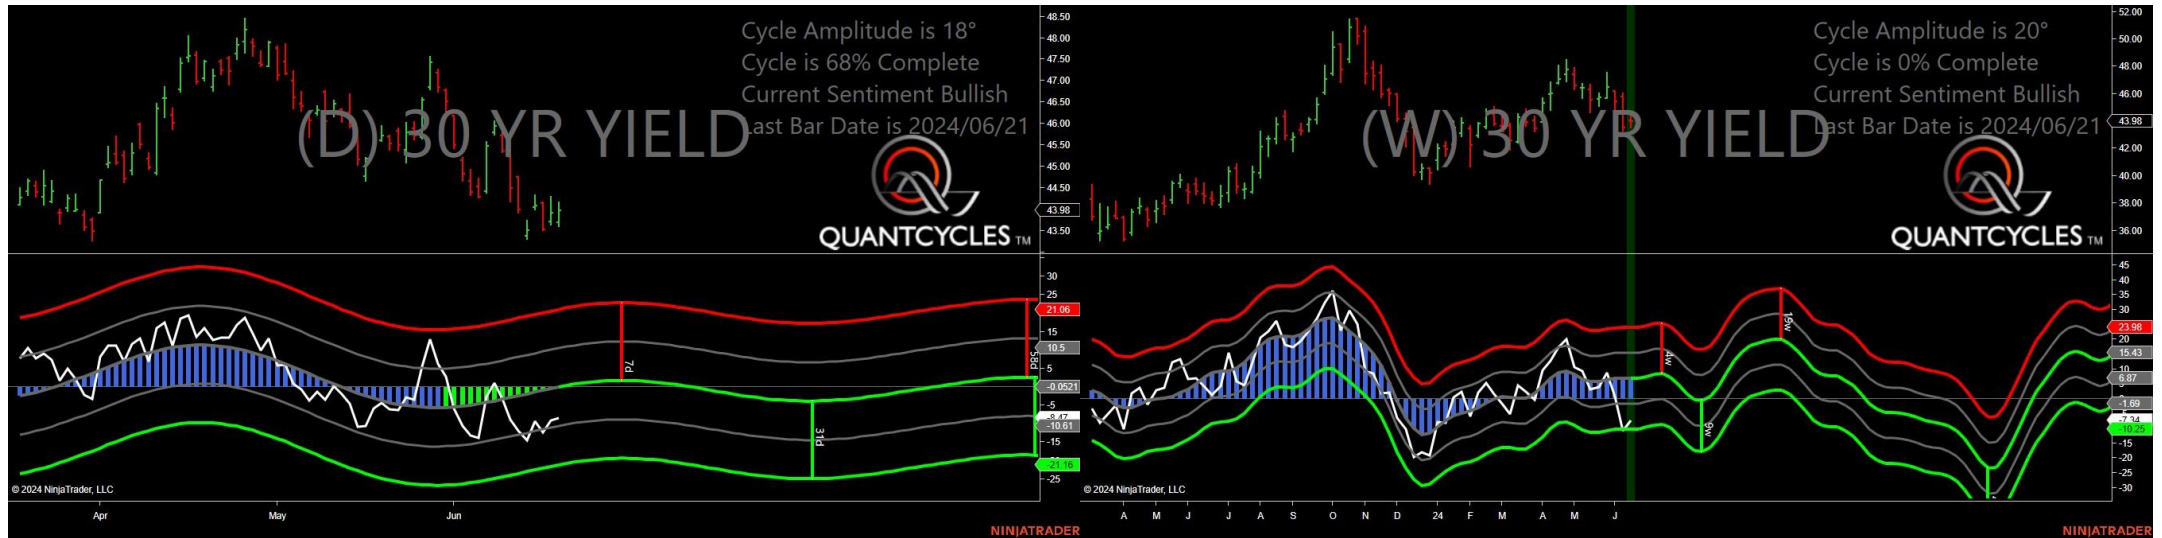 Cycle Amplitude is 18°
Cycle is 68% Complete
Current Sentiment Bullish
Last Bar Date is 2024/06/21
(D) 30 YR YIELD
QUANTCYCLES TM
48.50
48.00
47.50
47.00
46.50
46.00
45.50
45.00
44.50
43.98
43.50
30
25
21.06
15
10.5
5
-0.0521
-5
-8.47
-10.61
-15
-21.16
-25
7d
31d
58d
© 2024 NinjaTrader, LLC
Apr
May
Jun
NINJATRADER
Cycle Amplitude is 20°
Cycle is 0% Complete
Current Sentiment Bullish
Last Bar Date is 2024/06/21
(W) 30 YR YIELD
QUANTCYCLES TM
52.00
50.00
48.00
46.00
43.98
42.00
40.00
38.00
36.00
45
35
30
23.98
20
15.43
10
6.87
-1.69
-7.34
-10.25
-15
-20
-25
-30
4w
9w
19w
© 2024 NinjaTrader, LLC
A M J J A S O N D 24 F M A M J
NINJATRADER